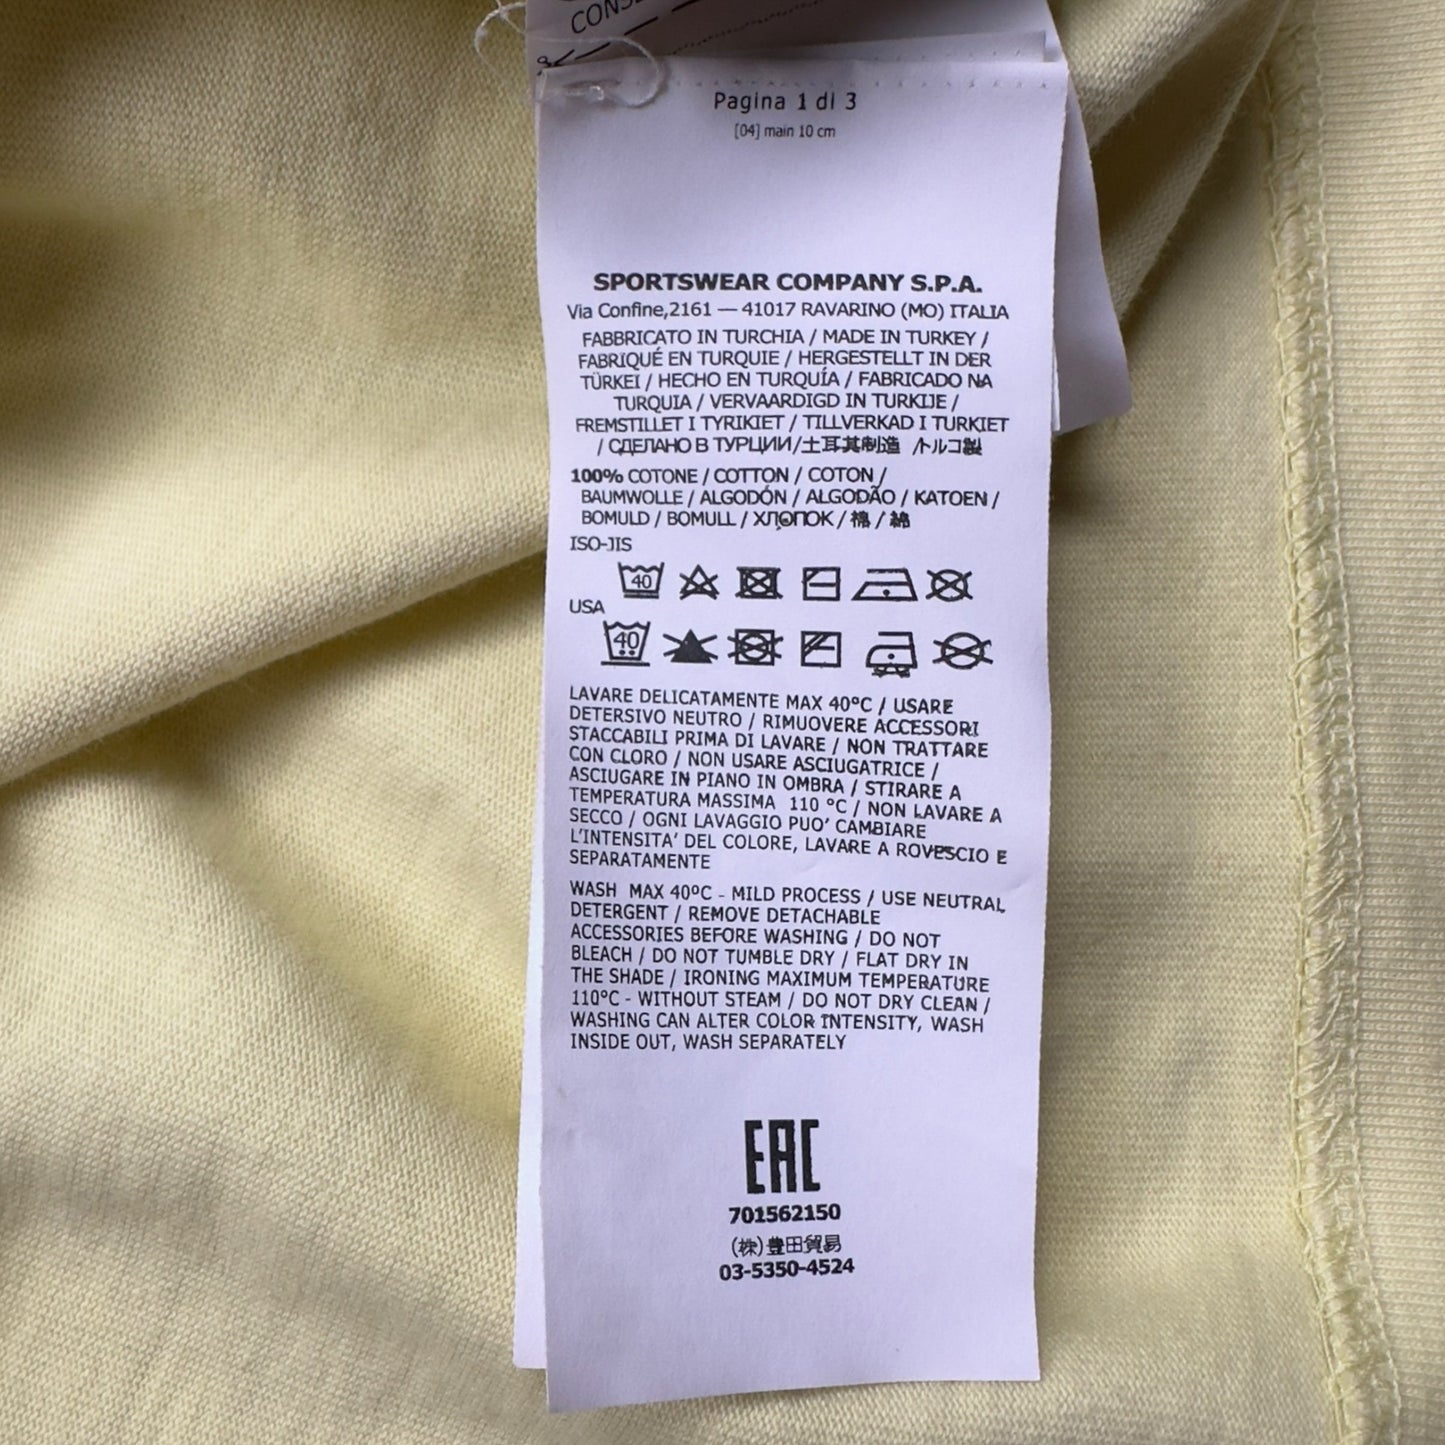 Pagina 1 di 3
[04] main 10 cm
SPORTSWEAR COMPANY S.P.A.
Via Confine,2161 — 41017 RAVARINO (MO) ITALIA
FABBRICATO IN TURCHIA / MADE IN TURKEY /
FABRIQUÉ EN TURQUIE / HERGESTELLT IN DER
TÜRKEI / HECHO EN TURQUÍA / FABRICADO NA
TURQUIA / VERVAARDIGD IN TURKIJE /
FREMSTILLET I TYRIKIET / TILLVERKAD I TURKIET
/ СДЕЛАНО В ТУРЦИИ/土耳其制造 /トルコ製
100% COTONE / COTTON / COTON /
BAUMWOLLE / ALGODÓN / ALGODÃO / KATOEN /
BOMULD / BOMULL / ХЛОПОК / 棉 / 綿
ISO-JIS
40
USA
40
LAVARE DELICATAMENTE MAX 40°C / USARE
DETERSIVO NEUTRO / RIMUOVERE ACCESSORI
STACCABILI PRIMA DI LAVARE / NON TRATTARE
CON CLORO / NON USARE ASCIUGATRICE /
ASCIUGARE IN PIANO IN OMBRA / STIRARE A
TEMPERATURA MASSIMA 110 °C / NON LAVARE A
SECCO / OGNI LAVAGGIO PUO' CAMBIARE
L'INTENSITA' DEL COLORE, LAVARE A ROVESCIO E
SEPARATAMENTE
WASH MAX 40°C - MILD PROCESS / USE NEUTRAL
DETERGENT / REMOVE DETACHABLE
ACCESSORIES BEFORE WASHING / DO NOT
BLEACH / DO NOT TUMBLE DRY / FLAT DRY IN
THE SHADE / IRONING MAXIMUM TEMPERATURE
110°C - WITHOUT STEAM / DO NOT DRY CLEAN /
WASHING CAN ALTER COLOR INTENSITY, WASH
INSIDE OUT, WASH SEPARATELY
EAC
701562150
(株)豊田貿易
03-5350-4524